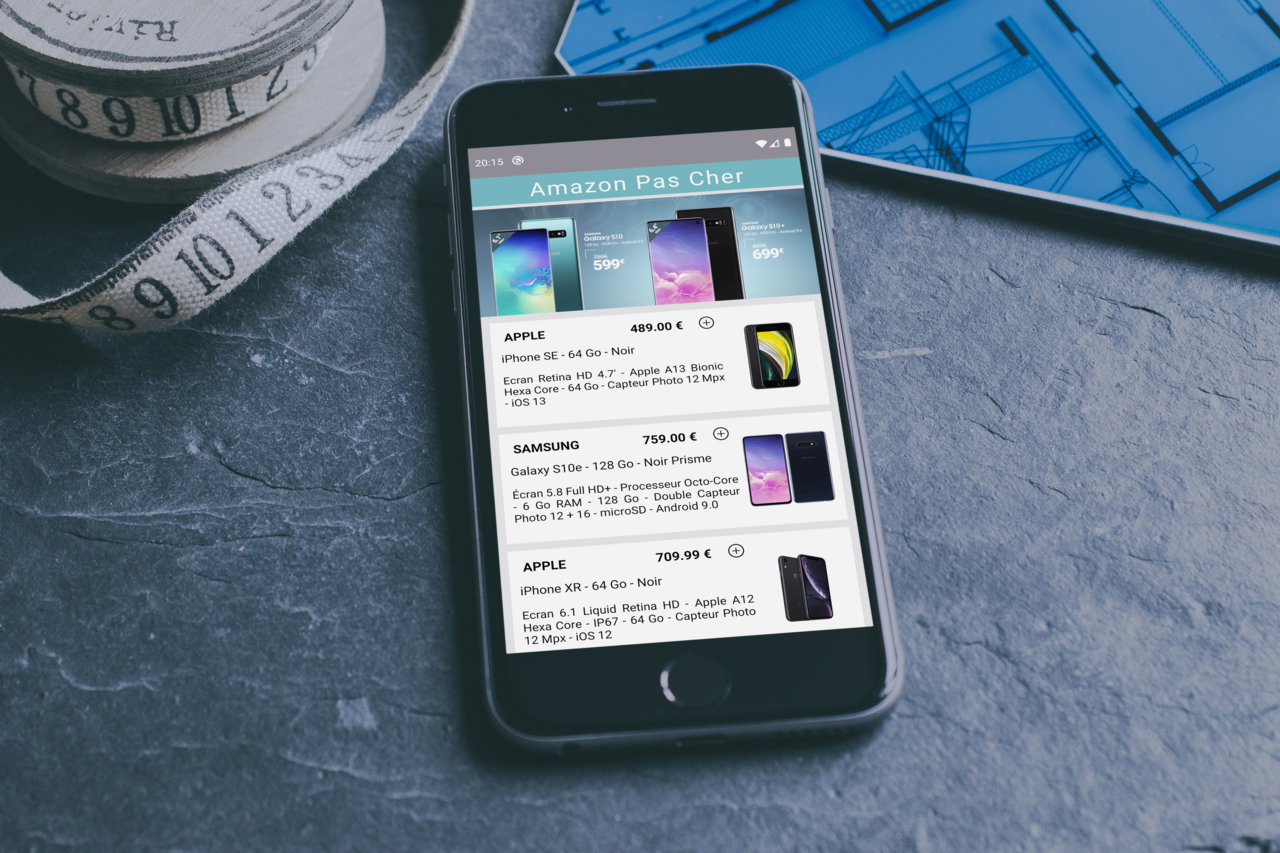 Rivier
7 8 9 10 1 2 3
8 9 10 1 2 3 4
20:15
Amazon Pas Cher
Galaxy S10
599€
Galaxy S10+
699€
APPLE 489.00 €
iPhone SE - 64 Go - Noir
Ecran Retina HD 4.7' - Apple A13 Bionic
Hexa Core - 64 Go - Capteur Photo 12 Mpx
- iOS 13
SAMSUNG 759.00 €
Galaxy S10e - 128 Go - Noir Prisme
Écran 5.8 Full HD+ - Processeur Octo-Core
- 6 Go RAM - 128 Go - Double Capteur
Photo 12 + 16 - microSD - Android 9.0
APPLE 709.99 €
iPhone XR - 64 Go - Noir
Ecran 6.1 Liquid Retina HD - Apple A12
Hexa Core - IP67 - 64 Go - Capteur Photo
12 Mpx - iOS 12